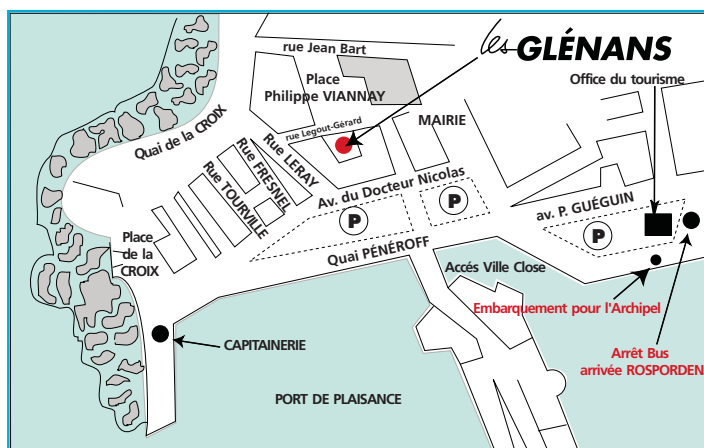 les GLÉNANS
rue Jean Bart
Office du tourisme
Place
Philippe VIANNAY
rue Legout-Gérard
MAIRIE
Quai de la CROIX
Rue LERAY
Rue FRESNEL
Rue TOURVILLE
Av. du Docteur Nicolas
P
P
av. P. GUÉGUIN
P
Place
de la
CROIX
Quai PÉNÉROFF
Accés Ville Close
Embarquement pour l'Archipel
CAPITAINERIE
Arrêt Bus
arrivée ROSPORDEN
PORT DE PLAISANCE